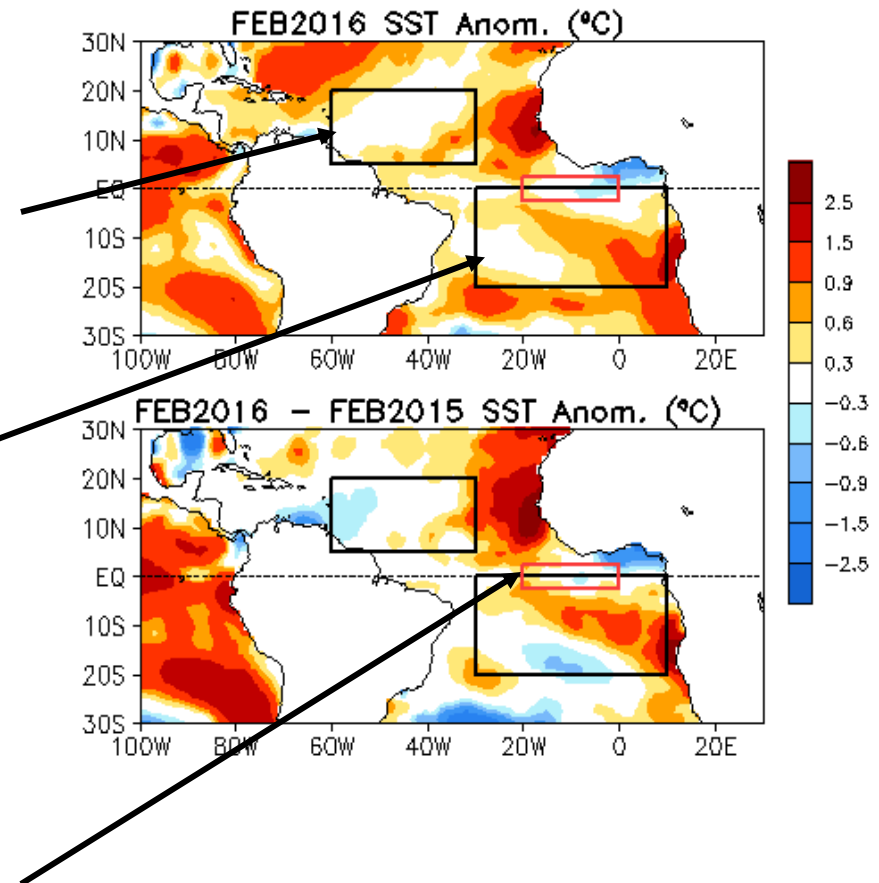 FEB2016 SST Anom. (°C)
30N
20N
10N
EQ
10S
20S
30S
100W 80W 60W 40W 20W 0 20E
FEB2016 – FEB2015 SST Anom. (°C)
30N
20N
10N
EQ
10S
20S
30S
100W 80W 60W 40W 20W 0 20E
2.5
1.5
0.9
0.6
0.3
-0.3
-0.6
-0.9
-1.5
-2.5